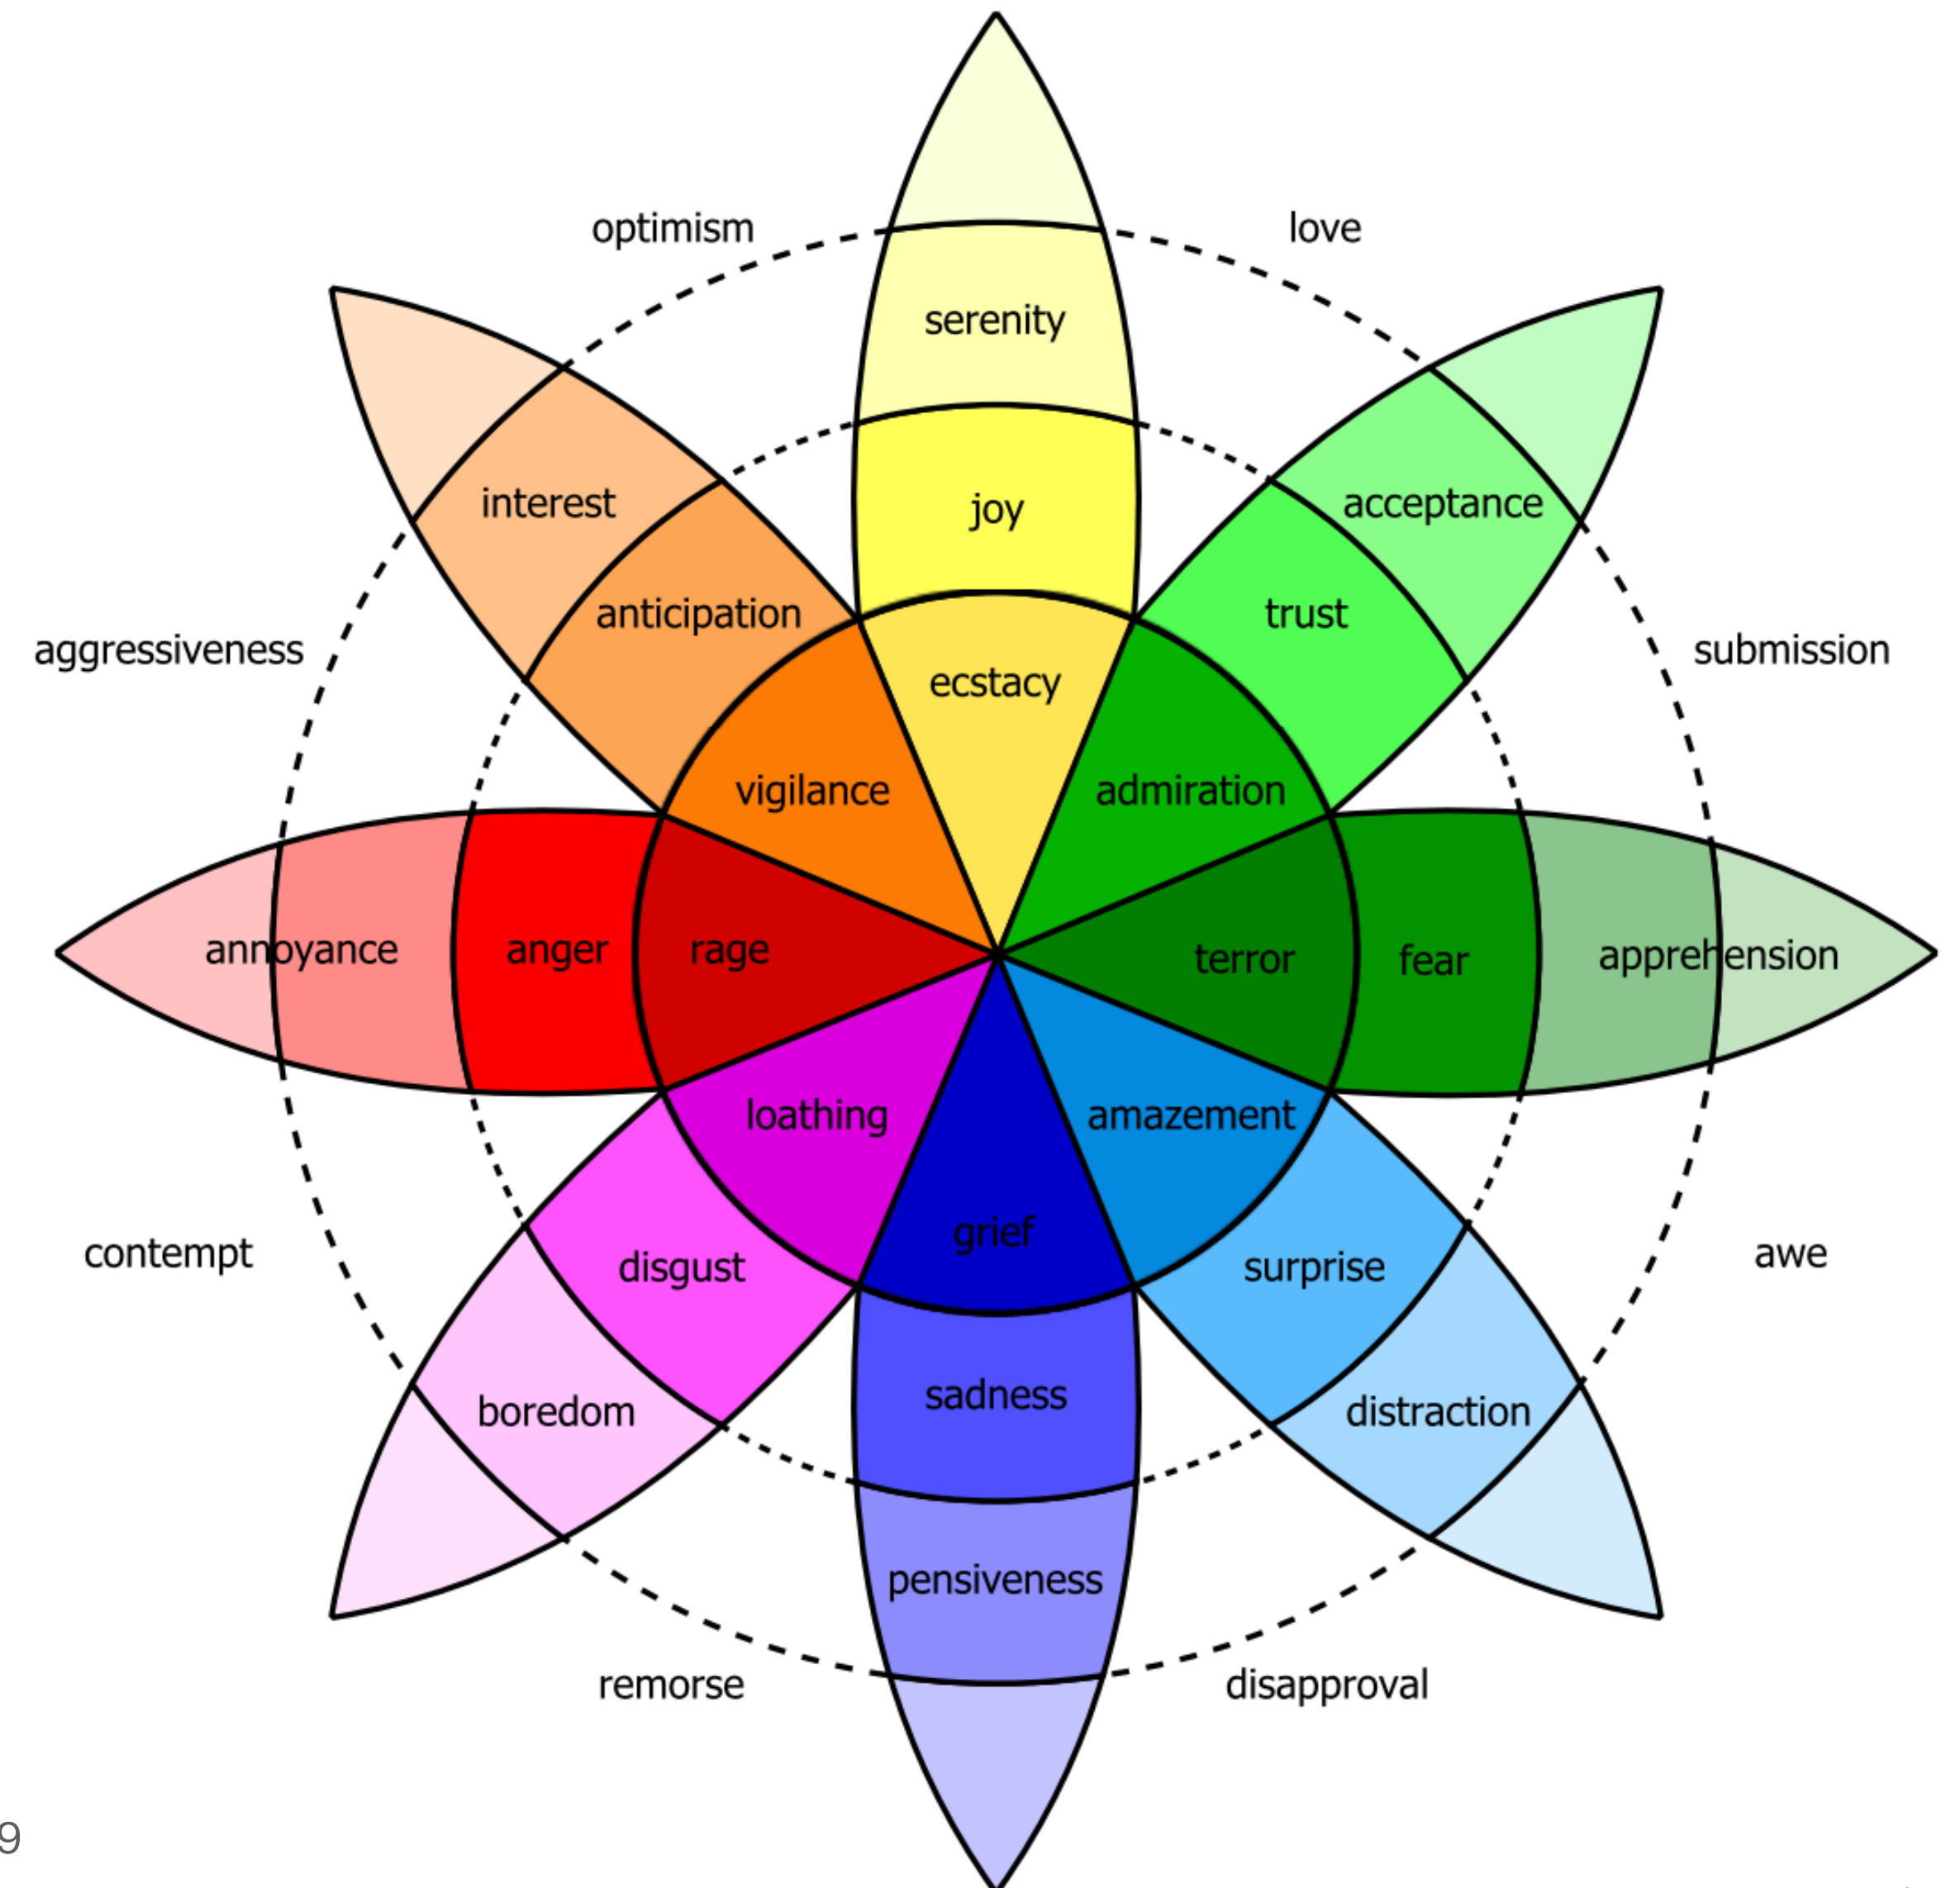 optimism
love
serenity
interest
joy
acceptance
anticipation
trust
aggressiveness
submission
ecstacy
vigilance
admiration
annoyance
anger
rage
terror
fear
apprehension
loathing
amazement
contempt
grief
awe
disgust
surprise
sadness
boredom
distraction
pensiveness
remorse
disapproval
9